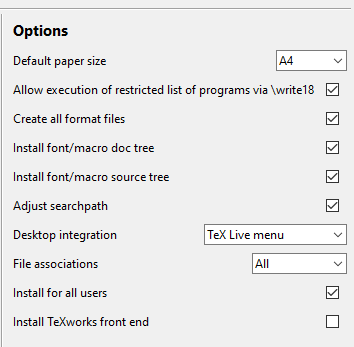 Options
Default paper size A4
Allow execution of restricted list of programs via \write18
Create all format files
Install font/macro doc tree
Install font/macro source tree
Adjust searchpath
Desktop integration TeX Live menu
File associations All
Install for all users
Install TeXworks front end